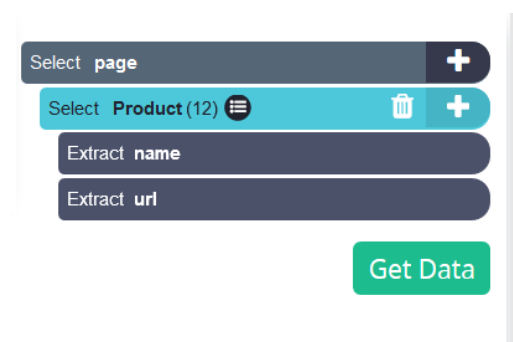 Select page
Select Product (12)
Extract name
Extract url
Get Data